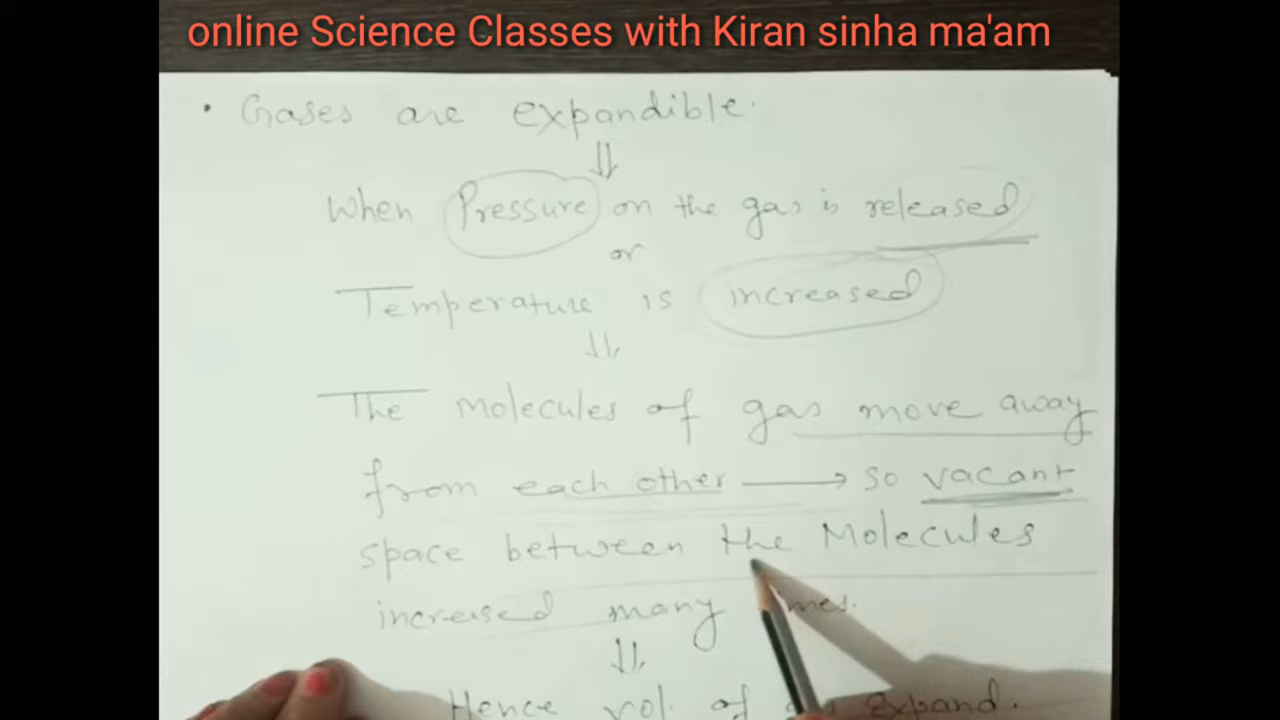 online Science Classes with Kiran sinha ma'am
• Gases are expandible.
⇓
When Pressure on the gas is released
or
Temperature is increased
⇓
The Molecules of gas move away
from each other → so vacant
space between the Molecules
increased many
⇓
Hence vol. of expand.